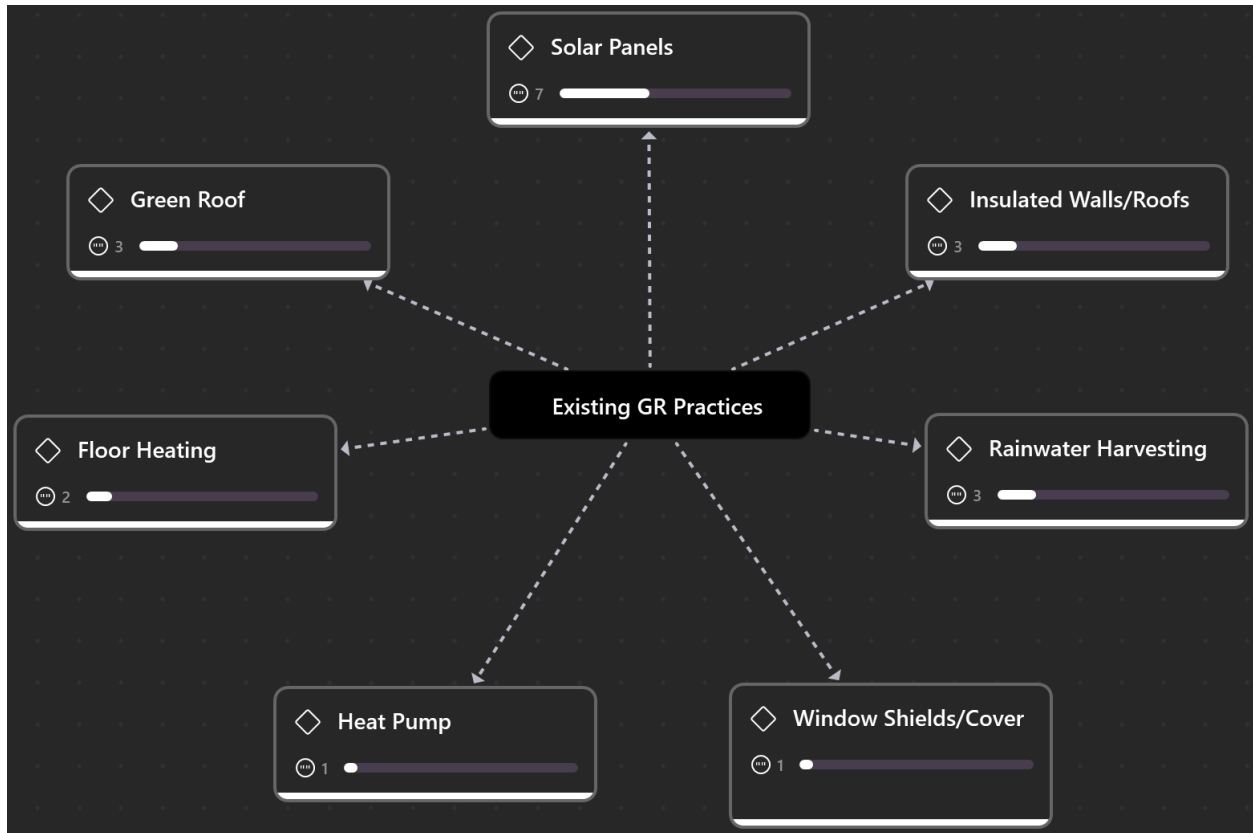 Solar Panels
7
Green Roof
3
Insulated Walls/Roofs
3
Existing GR Practices
Floor Heating
2
Rainwater Harvesting
3
Heat Pump
1
Window Shields/Cover
1